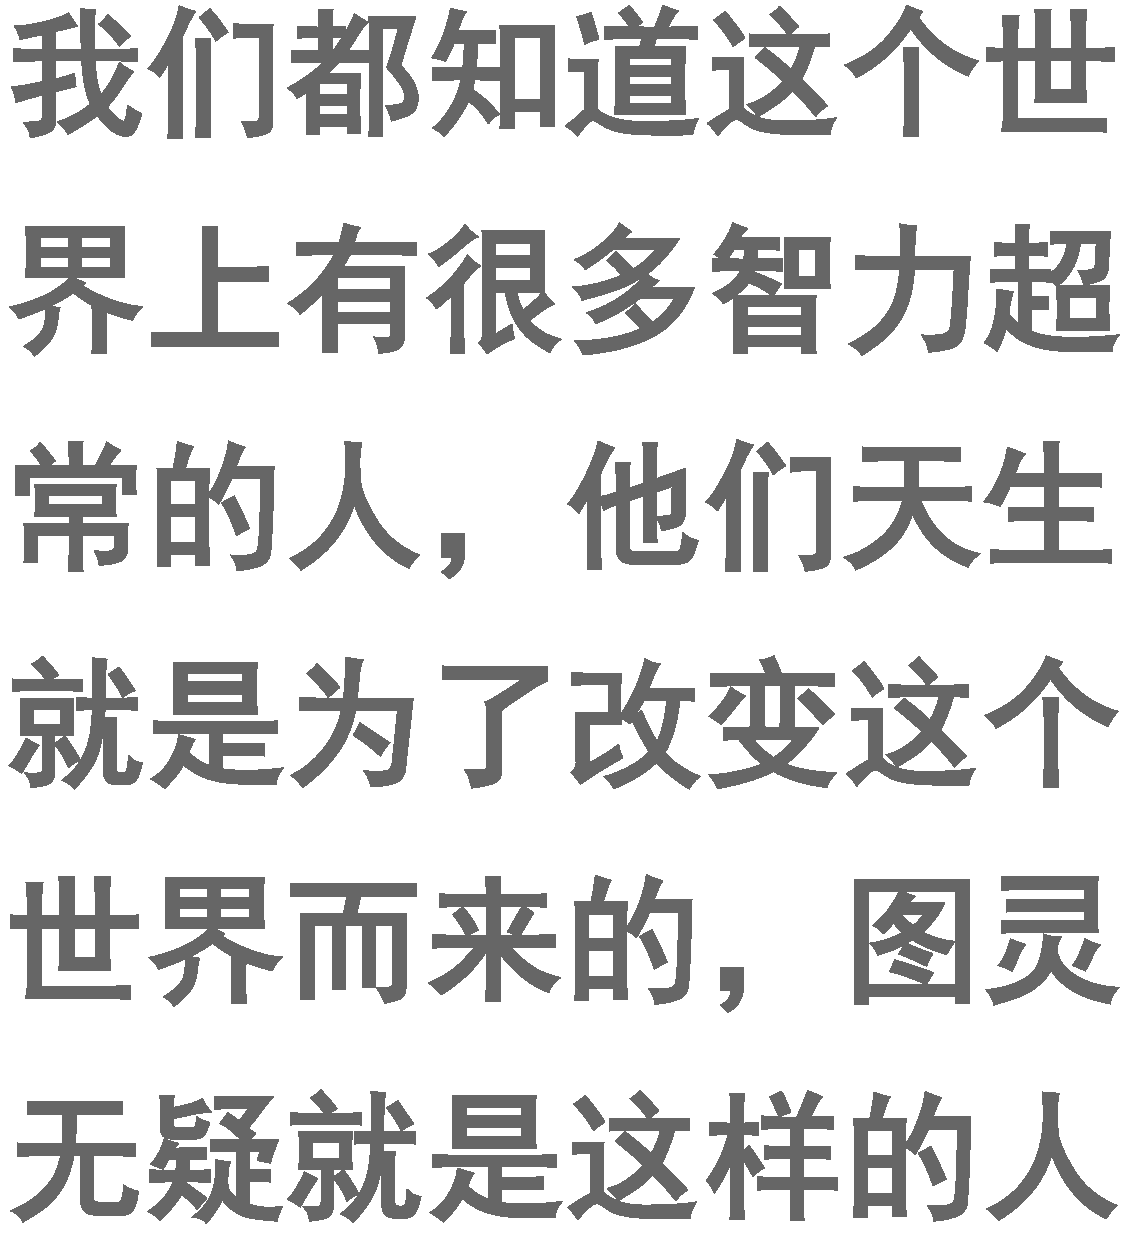 我们都知道这个世
界上有很多智力超
常的人，他们天生
就是为了改变这个
世界而来的，图灵
无疑就是这样的人